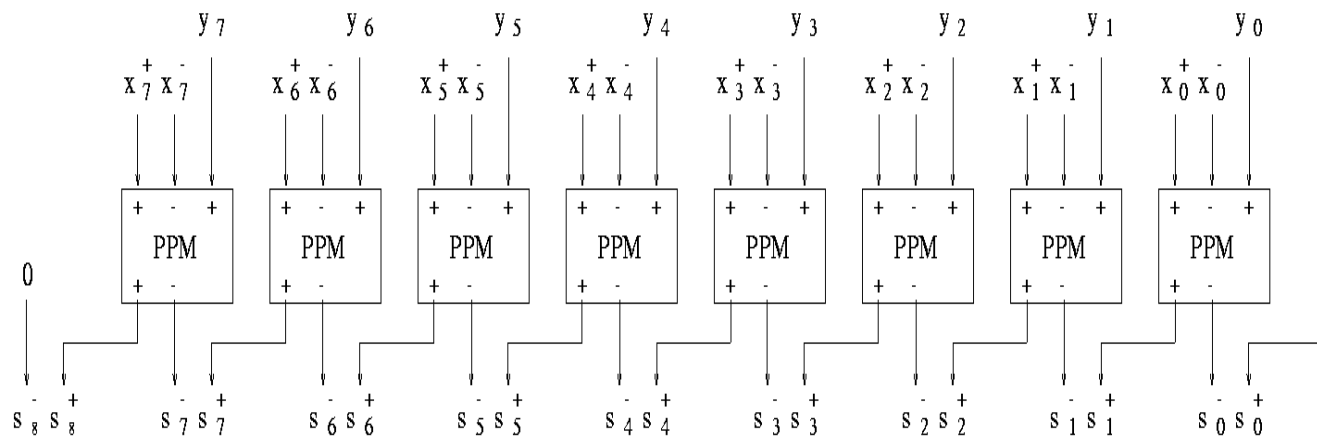 y₇ y₆ y₅ y₄ y₃ y₂ y₁ y₀
x₇⁺ x₇⁻ x₆⁺ x₆⁻ x₅⁺ x₅⁻ x₄⁺ x₄⁻ x₃⁺ x₃⁻ x₂⁺ x₂⁻ x₁⁺ x₁⁻ x₀⁺ x₀⁻
+ - + + - + + - + + - + + - + + - + + - + + - +
PPM PPM PPM PPM PPM PPM PPM PPM
0
+ - + - + - + - + - + - + - + -
s₈⁻ s₈⁺ s₇⁻ s₇⁺ s₆⁻ s₆⁺ s₅⁻ s₅⁺ s₄⁻ s₄⁺ s₃⁻ s₃⁺ s₂⁻ s₂⁺ s₁⁻ s₁⁺ s₀⁻ s₀⁺